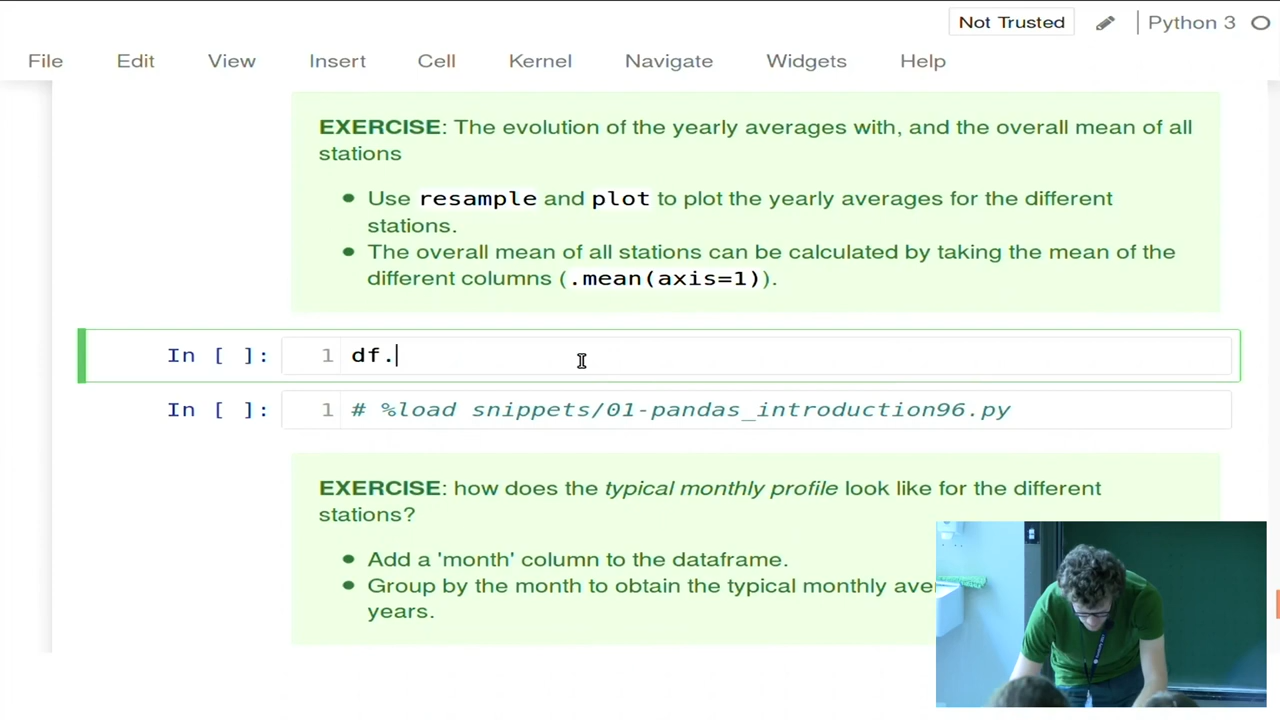 Not Trusted
Python 3
File Edit View Insert Cell Kernel Navigate Widgets Help
EXERCISE: The evolution of the yearly averages with, and the overall mean of all
stations
Use resample and plot to plot the yearly averages for the different
stations.
The overall mean of all stations can be calculated by taking the mean of the
different columns (.mean(axis=1)).
In [ ]: 1 df.
In [ ]: 1 # %load snippets/01-pandas_introduction96.py
EXERCISE: how does the typical monthly profile look like for the different
stations?
Add a 'month' column to the dataframe.
Group by the month to obtain the typical monthly
years.